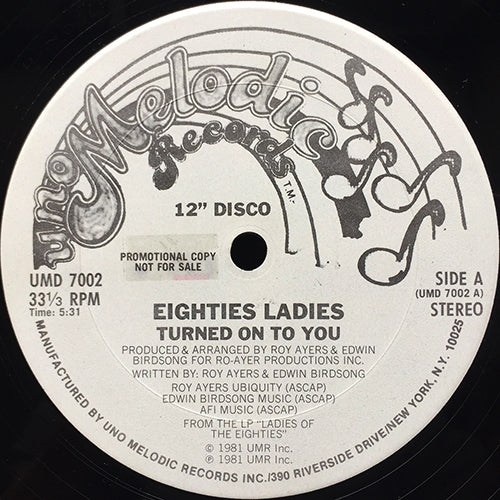 Uno Melodic
Records T.M.
12" DISCO
PROMOTIONAL COPY
NOT FOR SALE
UMD 7002
33⅓ RPM
Time: 5:31
SIDE A
(UMD 7002 A)
STEREO
EIGHTIES LADIES
TURNED ON TO YOU
PRODUCED & ARRANGED BY ROY AYERS & EDWIN
BIRDSONG FOR RO-AYER PRODUCTIONS INC.
WRITTEN BY: ROY AYERS & EDWIN BIRDSONG
ROY AYERS UBIQUITY (ASCAP)
EDWIN BIRDSONG MUSIC (ASCAP)
AFI MUSIC (ASCAP)
FROM THE LP "LADIES OF
THE EIGHTIES"
© 1981 UMR Inc.
℗ 1981 UMR Inc.
MANUFACTURED BY UNO MELODIC RECORDS INC./390 RIVERSIDE DRIVE/NEW YORK, N.Y. 10025